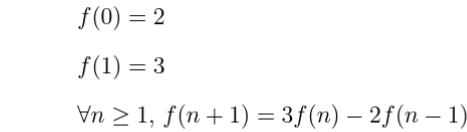 f(0) = 2
f(1) = 3
∀n ≥ 1, f(n + 1) = 3f(n) − 2f(n − 1)